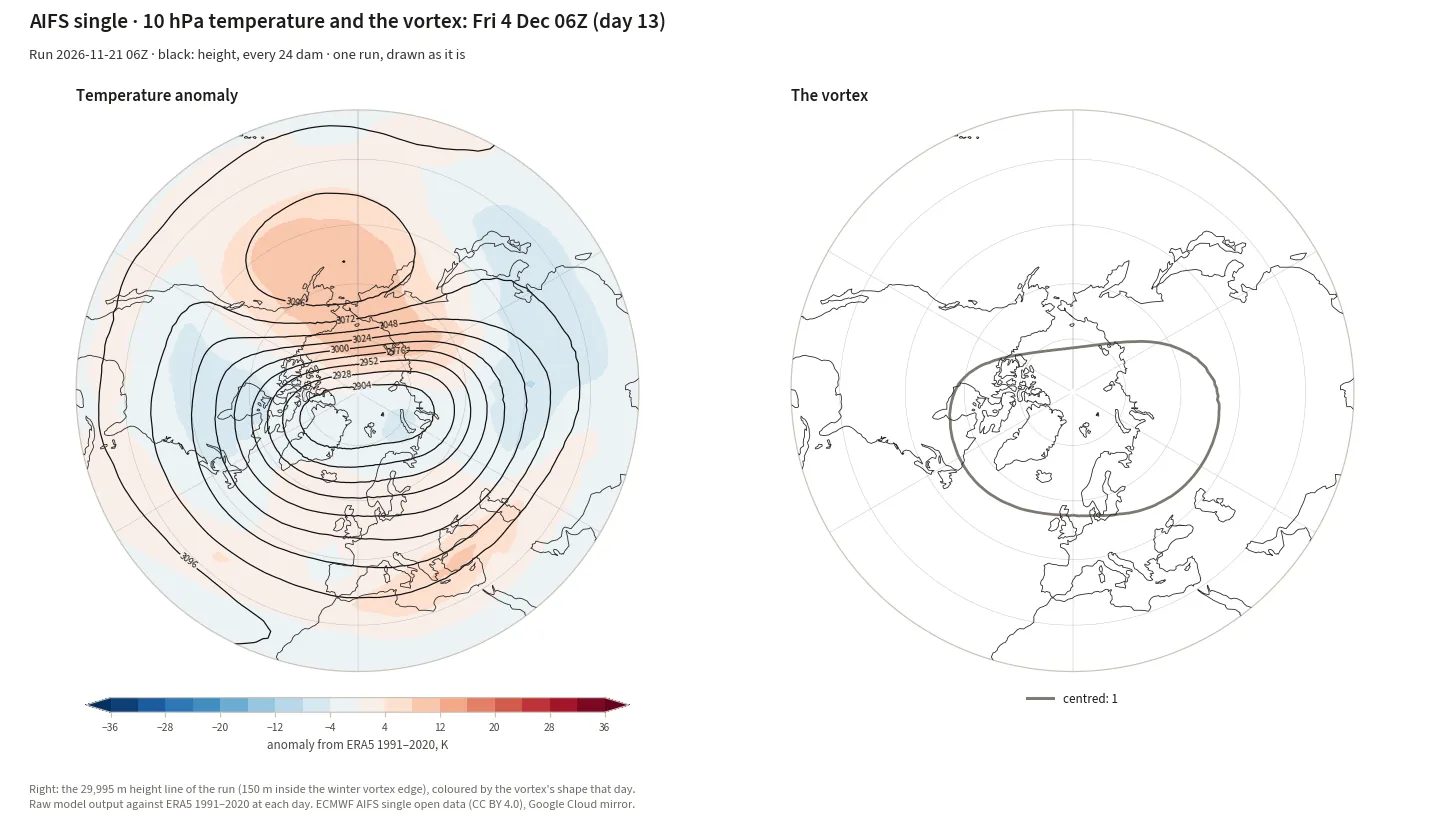 AIFS single · 10 hPa temperature and the vortex: Fri 4 Dec 06Z (day 13)
Run 2026-11-21 06Z · black: height, every 24 dam · one run, drawn as it is
Temperature anomaly
The vortex
3096
3072
3048
3024
3000
2976
2952
2928
2904
3096
centred: 1
−36 −28 −20 −12 −4 4 12 20 28 36
anomaly from ERA5 1991–2020, K
Right: the 29,995 m height line of the run (150 m inside the winter vortex edge), coloured by the vortex's shape that day.
Raw model output against ERA5 1991–2020 at each day. ECMWF AIFS single open data (CC BY 4.0), Google Cloud mirror.